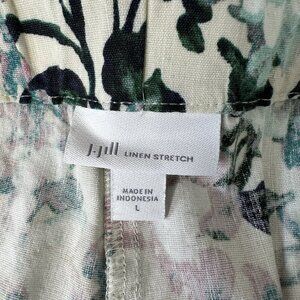 J.Jill LINEN STRETCH
MADE IN
INDONESIA
L